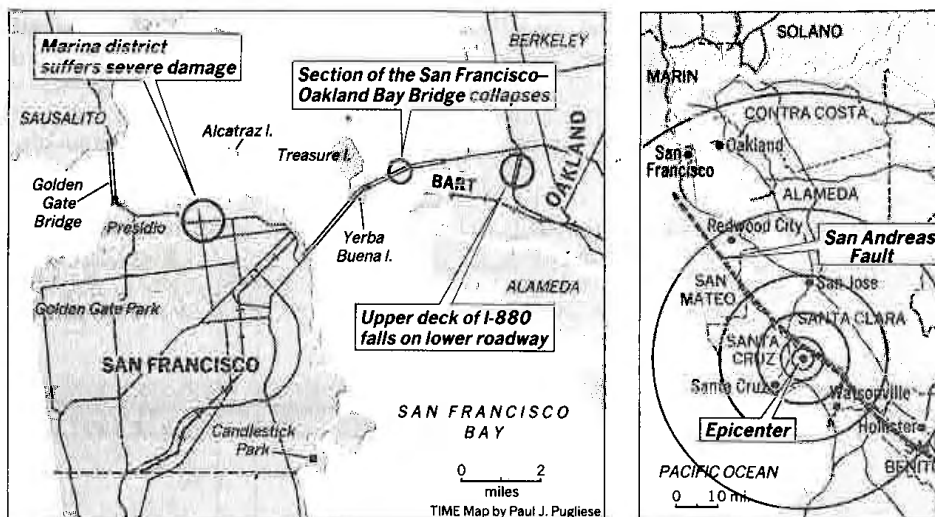 Marina district
suffers severe damage
BERKELEY
Section of the San Francisco–
Oakland Bay Bridge collapses
SAUSALITO
Alcatraz I.
Treasure I.
OAKLAND
BART
Golden
Gate
Bridge
Presidio
Yerba
Buena I.
ALAMEDA
Golden Gate Park
Upper deck of I-880
falls on lower roadway
SAN FRANCISCO
SAN FRANCISCO
BAY
Candlestick
Park
0 2
miles
TIME Map by Paul J. Pugliese
SOLANO
MARIN
CONTRA COSTA
San
Francisco
Oakland
ALAMEDA
Redwood City
San Andreas
Fault
SAN
MATEO
San Jose
SANTA CLARA
SANTA
CRUZ
Santa Cruz
Watsonville
Epicenter
Hollister
SAN
BENITO
PACIFIC OCEAN
0 10 mi.